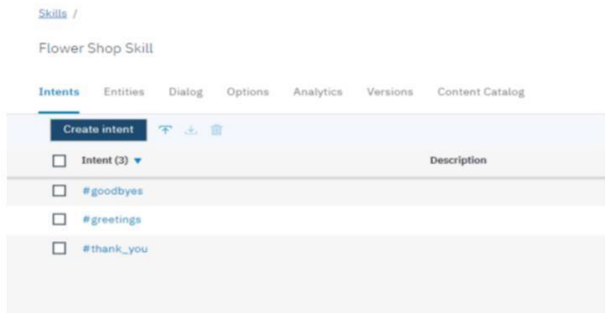 Skills /
Flower Shop Skill
Intents Entities Dialog Options Analytics Versions Content Catalog
Create intent
Intent (3) ▼ Description
#goodbyes
#greetings
#thank_you